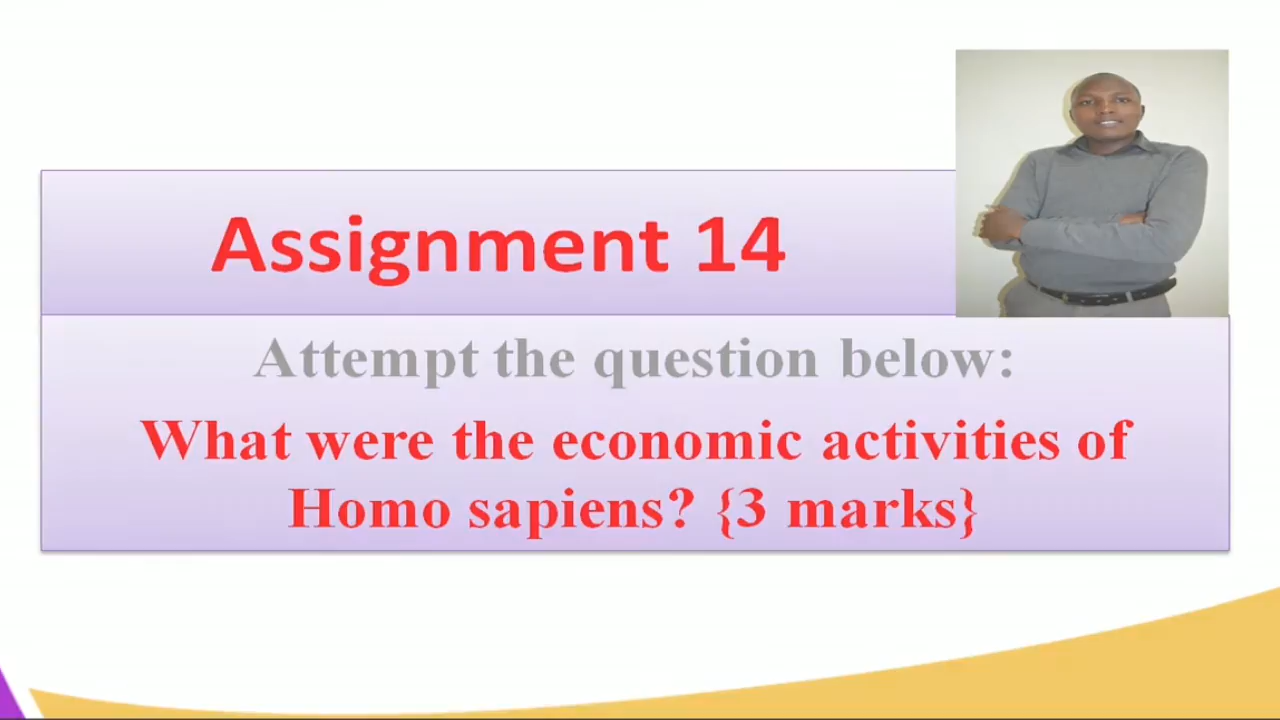 Assignment 14
Attempt the question below:
What were the economic activities of
Homo sapiens? {3 marks}